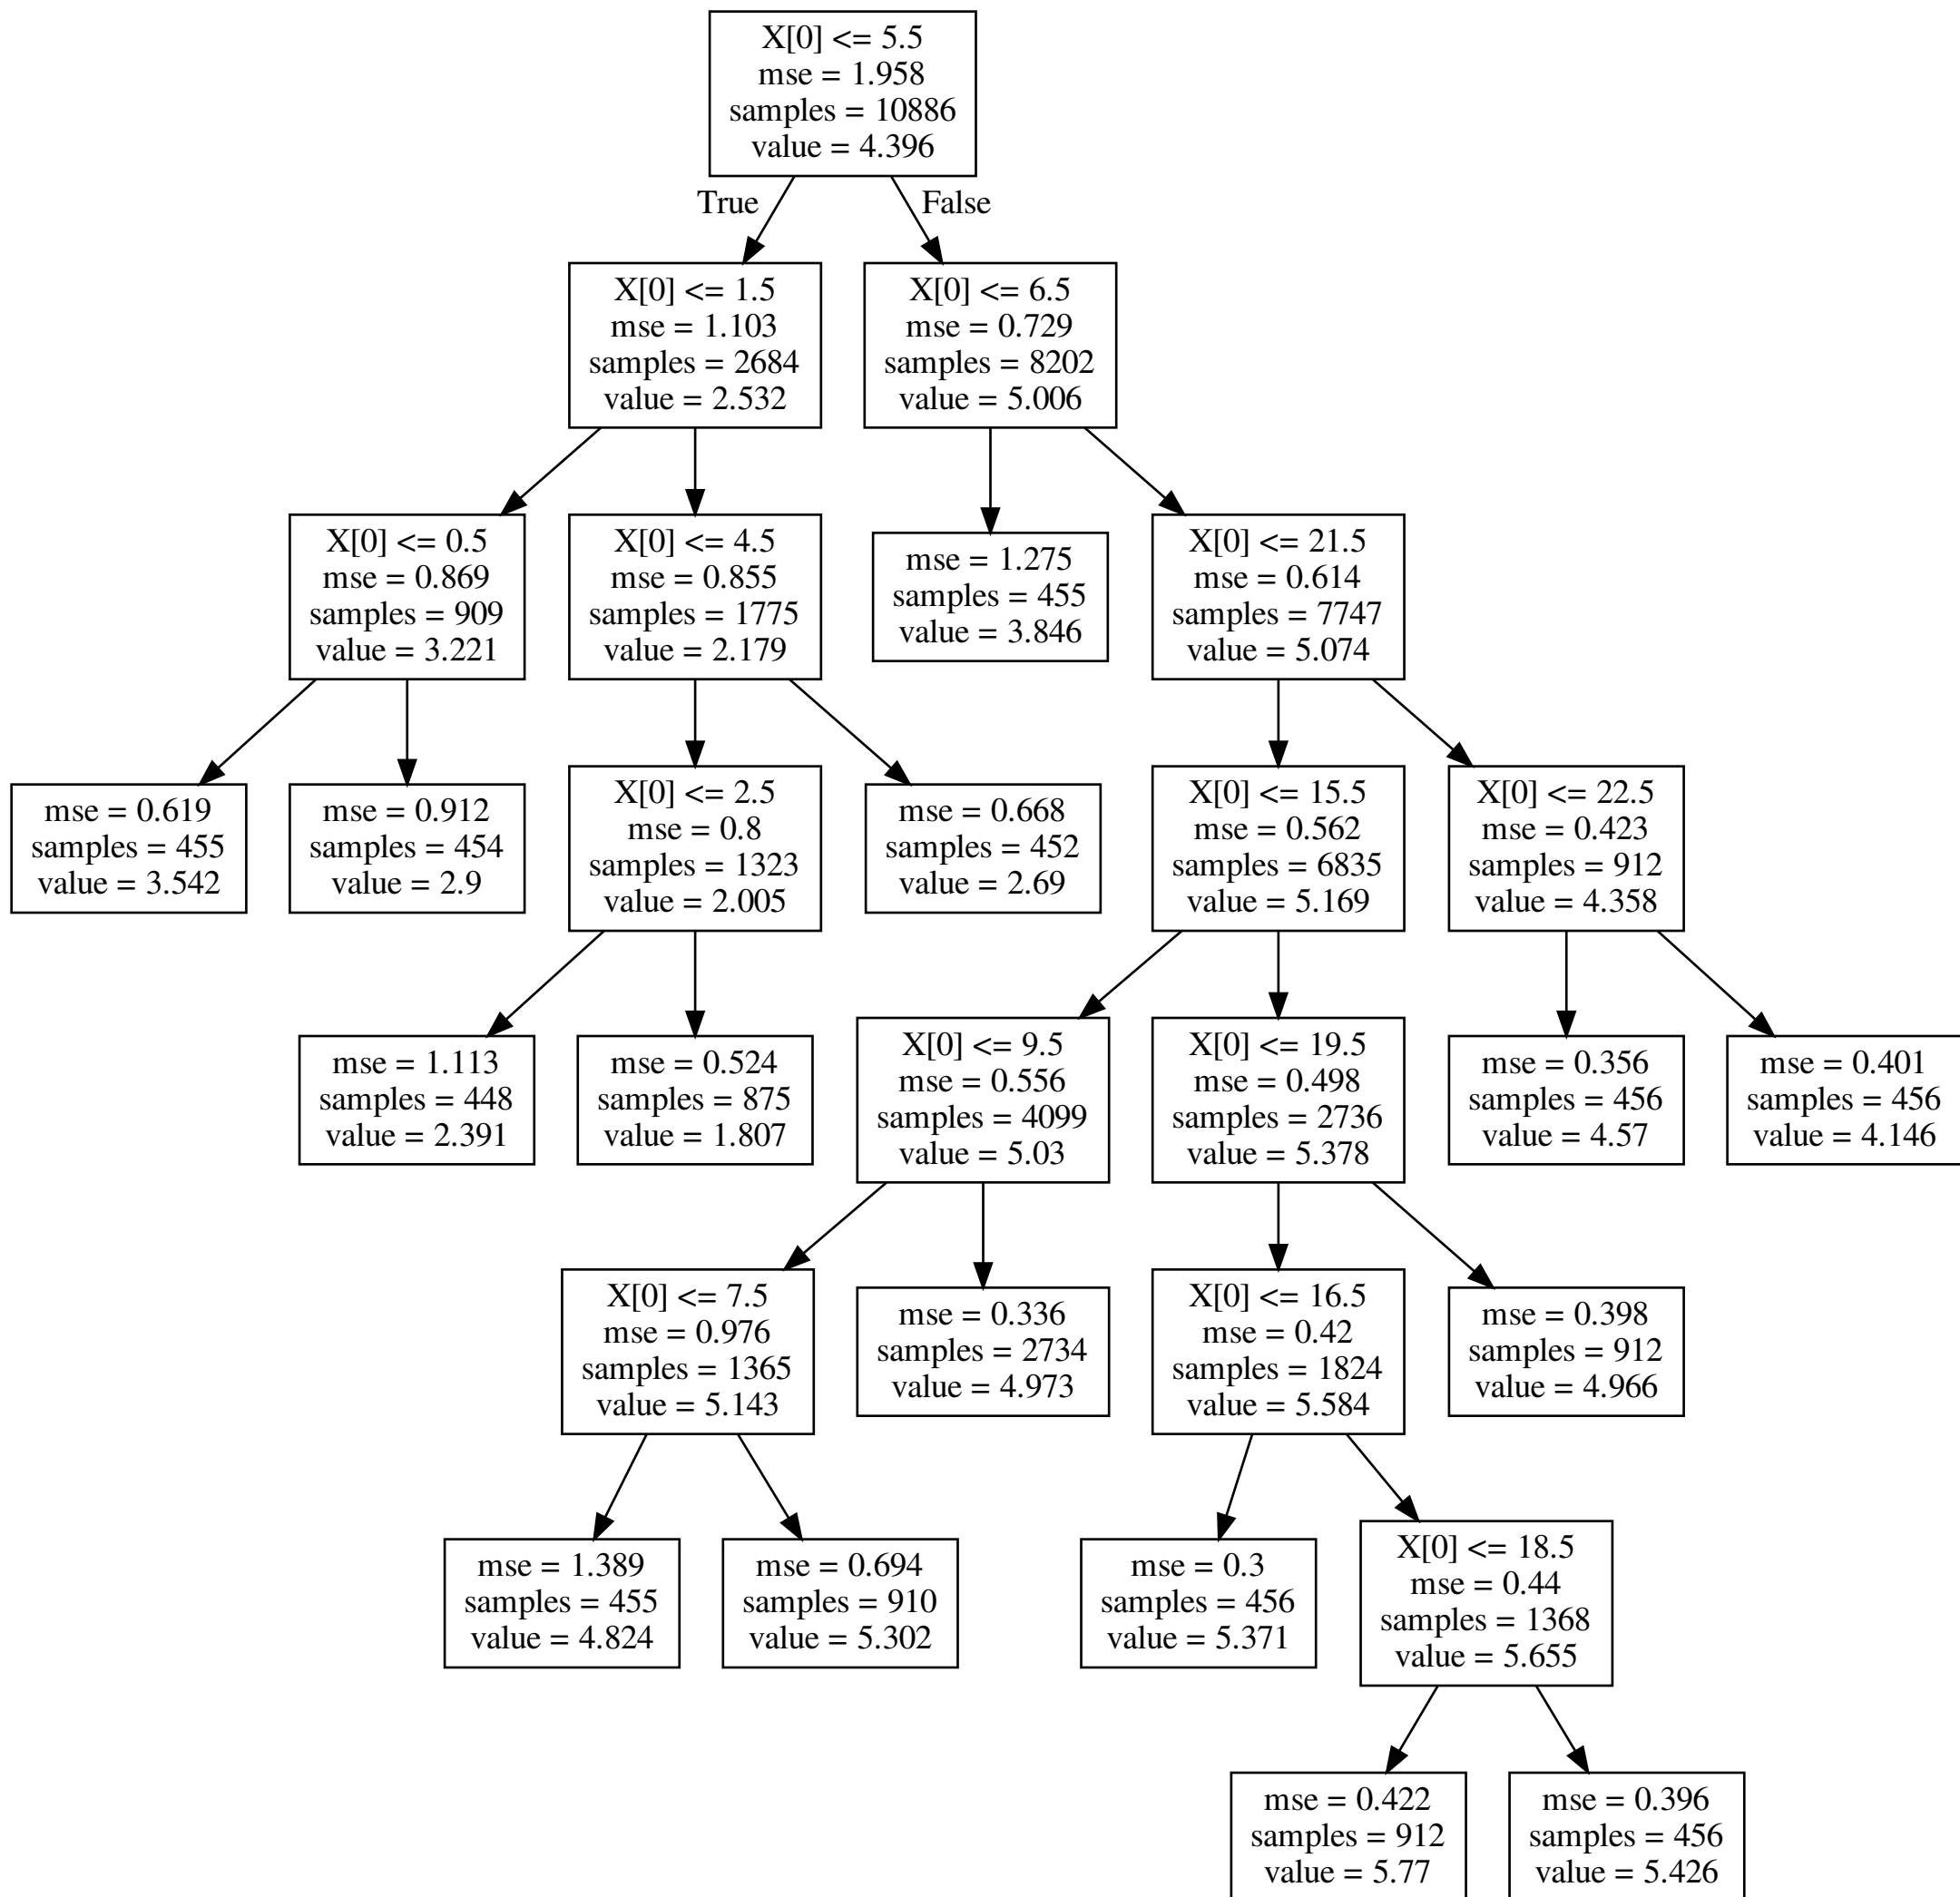 X[0] <= 5.5
mse = 1.958
samples = 10886
value = 4.396
True
False
X[0] <= 1.5
mse = 1.103
samples = 2684
value = 2.532
X[0] <= 6.5
mse = 0.729
samples = 8202
value = 5.006
X[0] <= 0.5
mse = 0.869
samples = 909
value = 3.221
X[0] <= 4.5
mse = 0.855
samples = 1775
value = 2.179
mse = 1.275
samples = 455
value = 3.846
X[0] <= 21.5
mse = 0.614
samples = 7747
value = 5.074
mse = 0.619
samples = 455
value = 3.542
mse = 0.912
samples = 454
value = 2.9
X[0] <= 2.5
mse = 0.8
samples = 1323
value = 2.005
mse = 0.668
samples = 452
value = 2.69
X[0] <= 15.5
mse = 0.562
samples = 6835
value = 5.169
X[0] <= 22.5
mse = 0.423
samples = 912
value = 4.358
mse = 1.113
samples = 448
value = 2.391
mse = 0.524
samples = 875
value = 1.807
X[0] <= 9.5
mse = 0.556
samples = 4099
value = 5.03
X[0] <= 19.5
mse = 0.498
samples = 2736
value = 5.378
mse = 0.356
samples = 456
value = 4.57
mse = 0.401
samples = 456
value = 4.146
X[0] <= 7.5
mse = 0.976
samples = 1365
value = 5.143
mse = 0.336
samples = 2734
value = 4.973
X[0] <= 16.5
mse = 0.42
samples = 1824
value = 5.584
mse = 0.398
samples = 912
value = 4.966
mse = 1.389
samples = 455
value = 4.824
mse = 0.694
samples = 910
value = 5.302
mse = 0.3
samples = 456
value = 5.371
X[0] <= 18.5
mse = 0.44
samples = 1368
value = 5.655
mse = 0.422
samples = 912
value = 5.77
mse = 0.396
samples = 456
value = 5.426